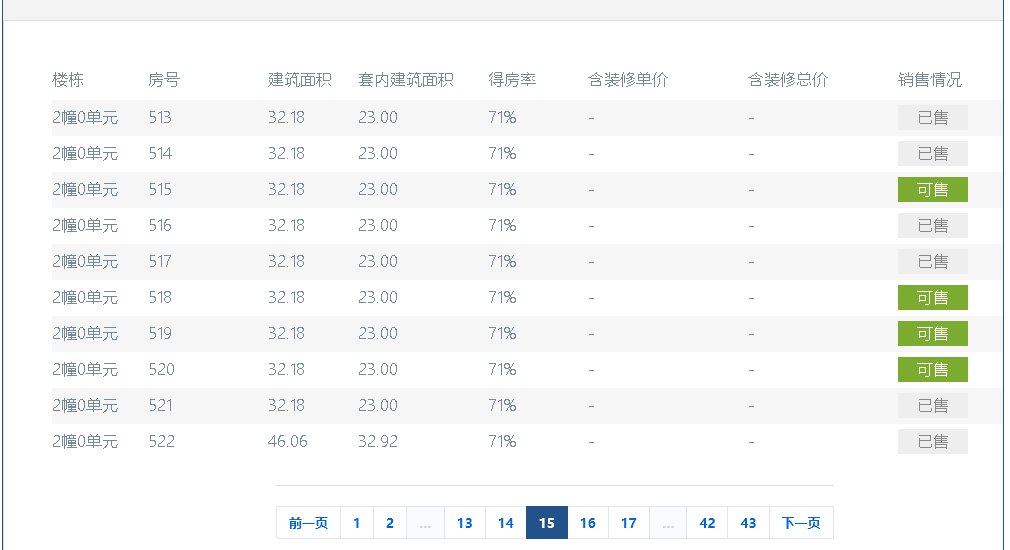 楼栋 房号 建筑面积 套内建筑面积 得房率 含装修单价 含装修总价 销售情况
2幢0单元 513 32.18 23.00 71% - - 已售
2幢0单元 514 32.18 23.00 71% - - 已售
2幢0单元 515 32.18 23.00 71% - - 可售
2幢0单元 516 32.18 23.00 71% - - 已售
2幢0单元 517 32.18 23.00 71% - - 已售
2幢0单元 518 32.18 23.00 71% - - 可售
2幢0单元 519 32.18 23.00 71% - - 可售
2幢0单元 520 32.18 23.00 71% - - 可售
2幢0单元 521 32.18 23.00 71% - - 已售
2幢0单元 522 46.06 32.92 71% - - 已售
前一页 1 2 ... 13 14 15 16 17 ... 42 43 下一页